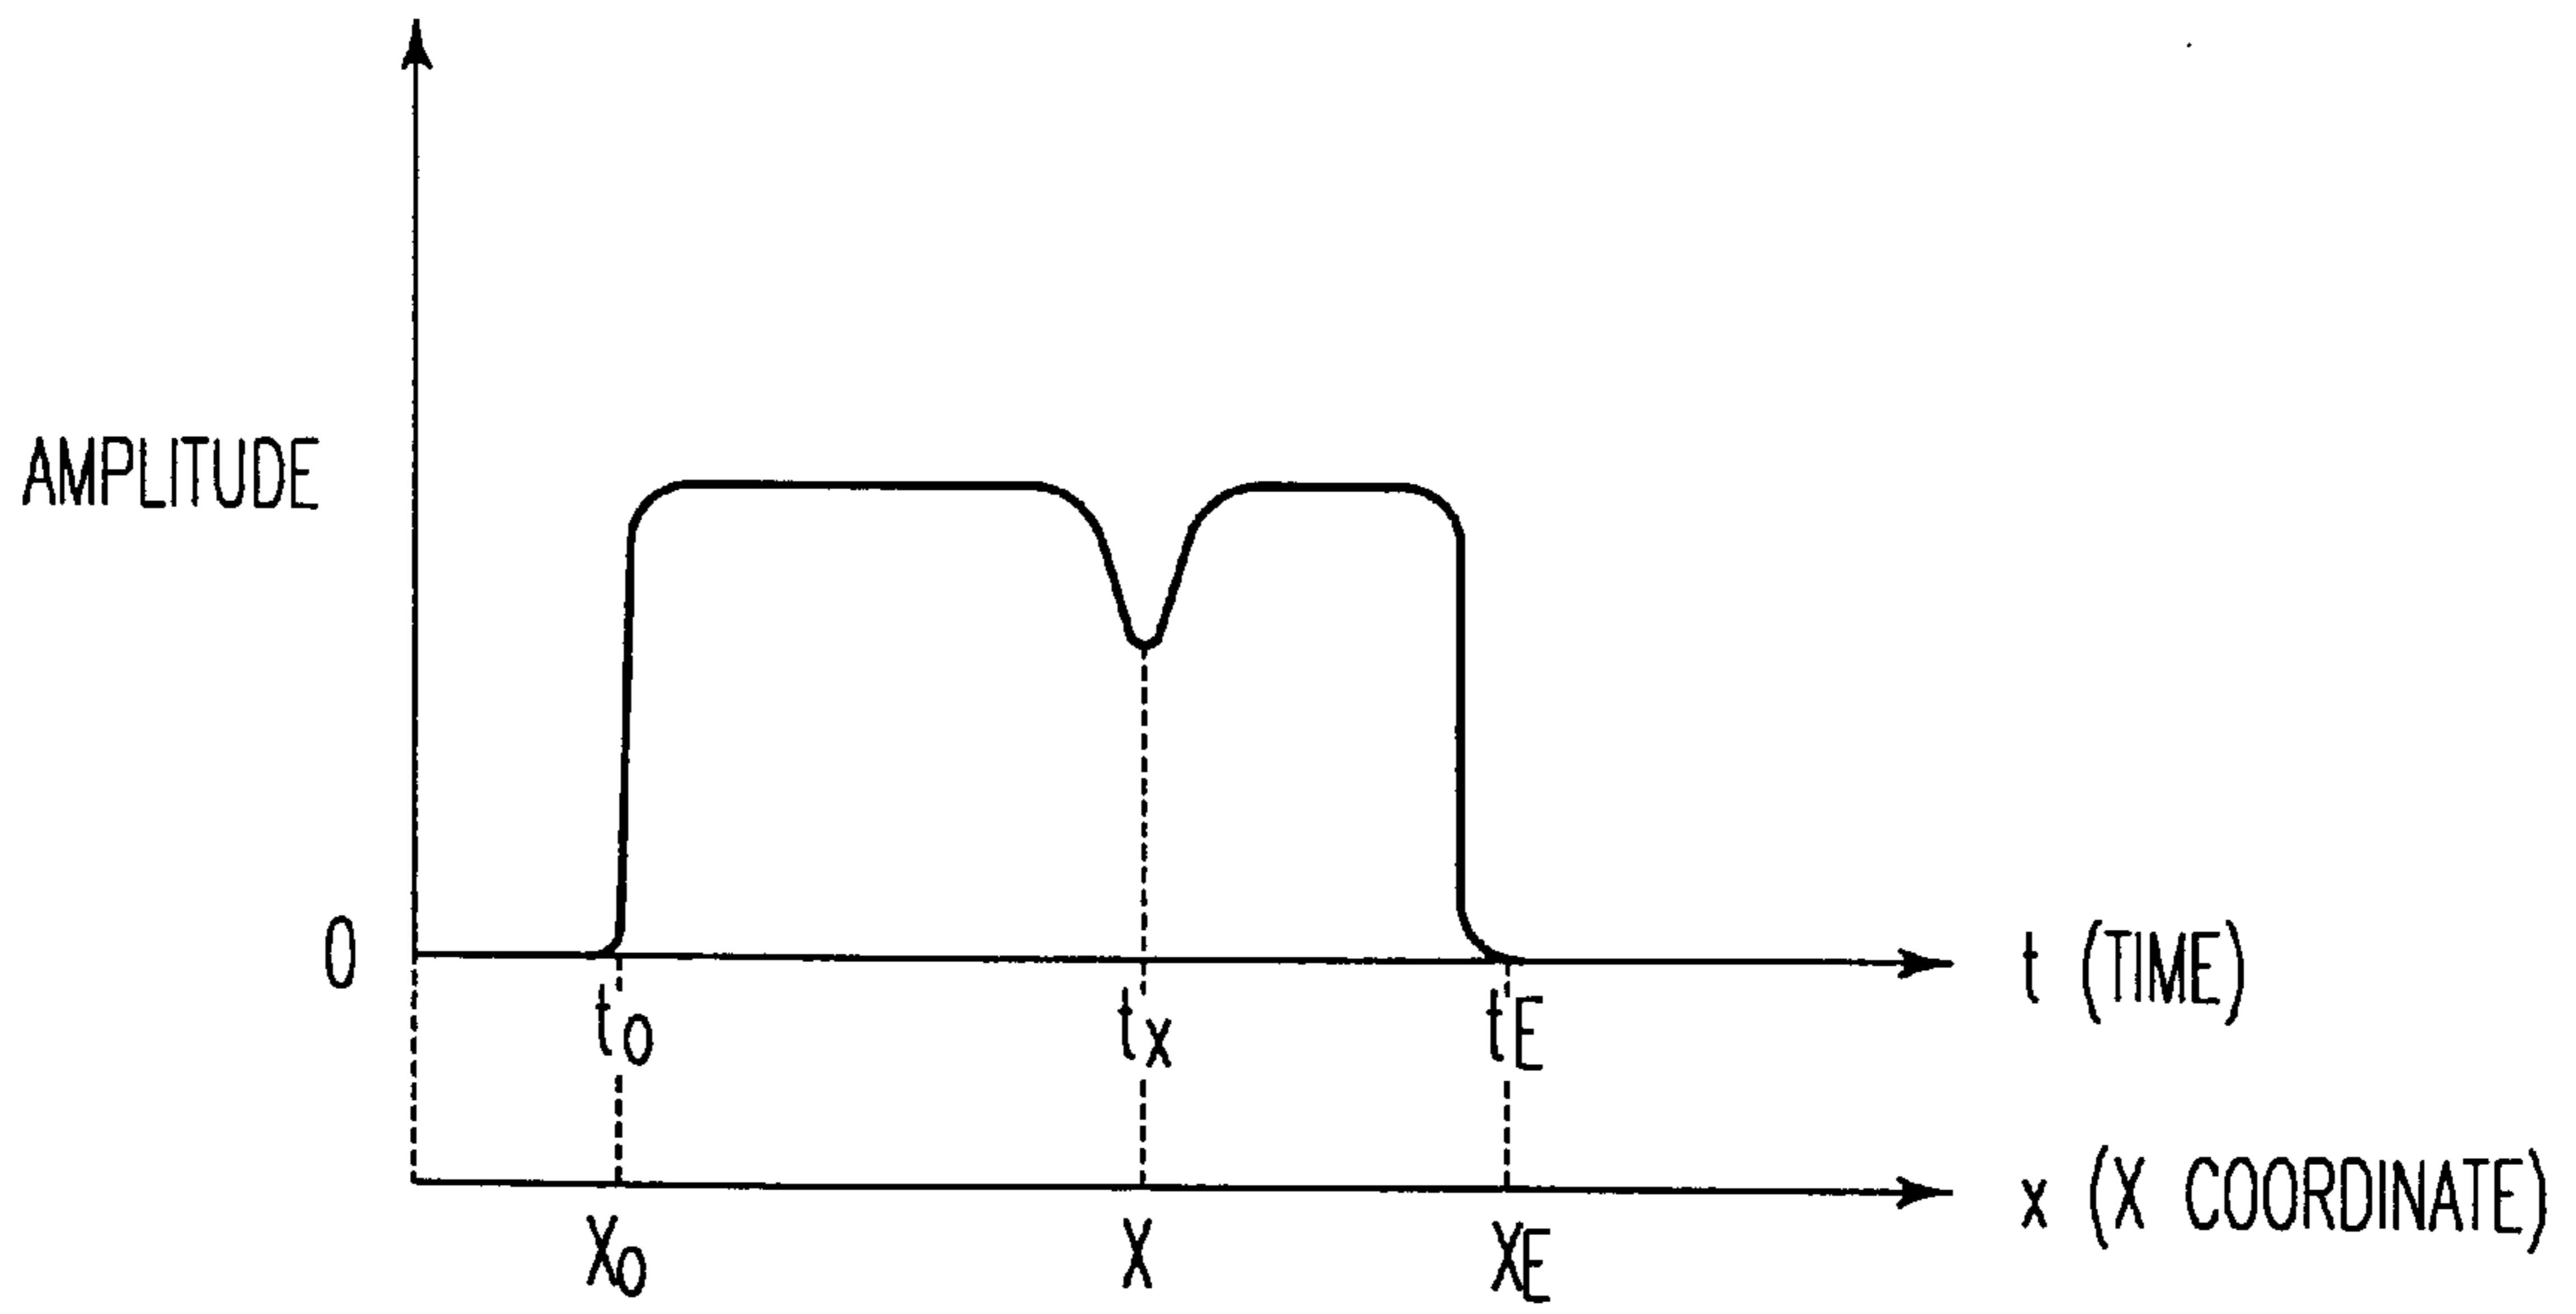 AMPLITUDE
0
t0 tX tE
t (TIME)
X0 X XE
x (X COORDINATE)